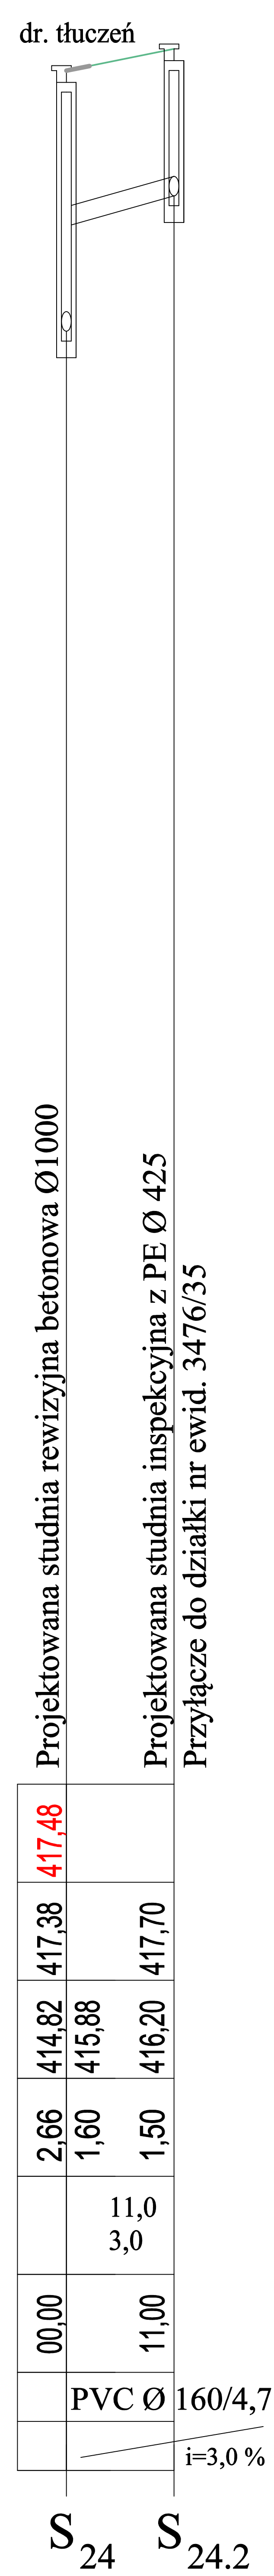 dr. tłuczeń
Projektowana studnia rewizyjna betonowa Ø1000
Projektowana studnia inspekcyjna z PE Ø 425
Przyłącze do działki nr ewid. 3476/35
417,48
417,38
417,70
414,82
415,88
416,20
2,66
1,60
1,50
11,0
3,0
00,00
11,00
PVC Ø 160/4,7
i=3,0 %
S24
S24.2